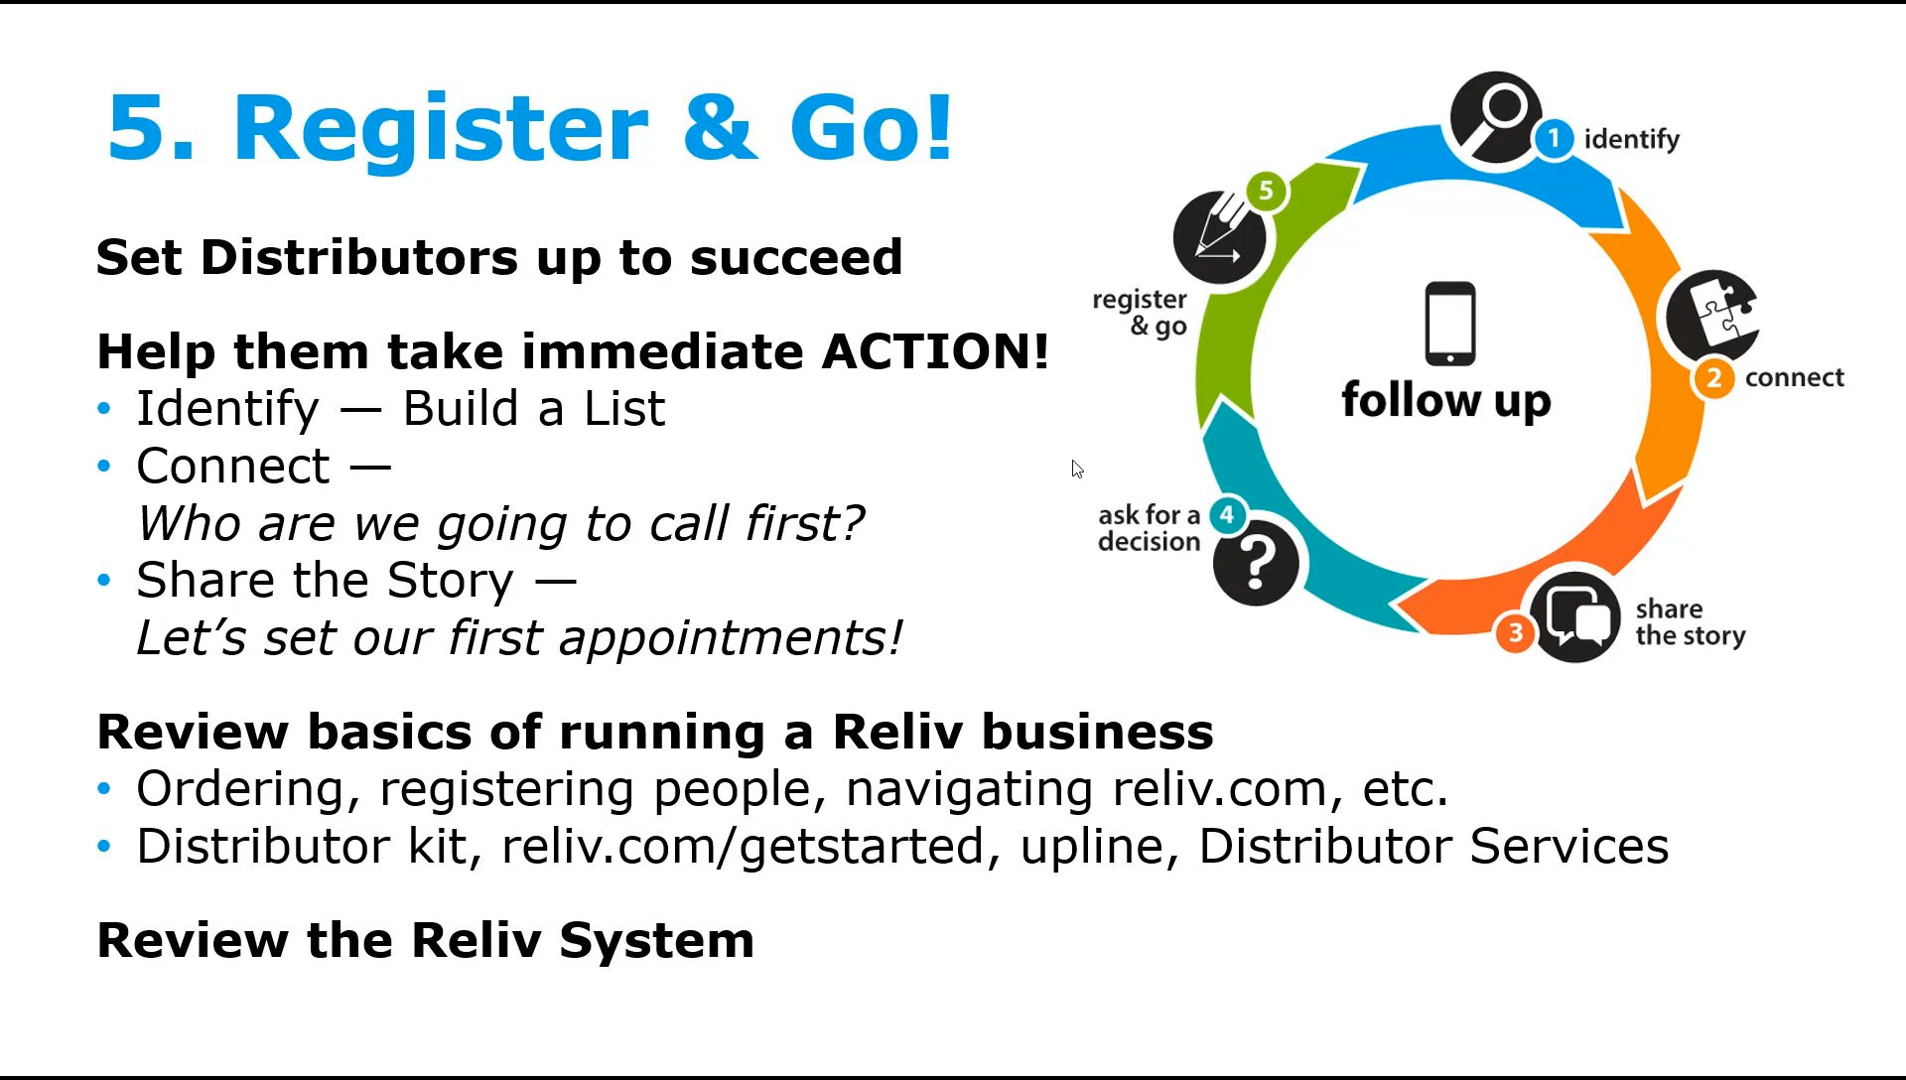 5. Register & Go!
Set Distributors up to succeed
Help them take immediate ACTION!
• Identify — Build a List
• Connect —
Who are we going to call first?
• Share the Story —
Let’s set our first appointments!
Review basics of running a Reliv business
• Ordering, registering people, navigating reliv.com, etc.
• Distributor kit, reliv.com/getstarted, upline, Distributor Services
Review the Reliv System
1 identify
2 connect
3 share
the story
4 ask for a
decision
5 register
& go
follow up